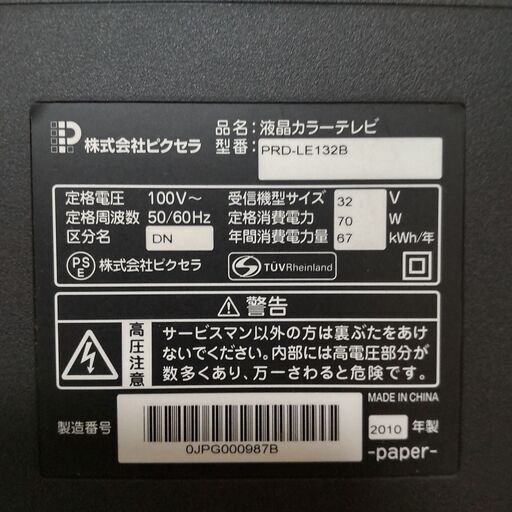 株式会社ピクセラ
品名：液晶カラーテレビ
型番： PRD-LE132B
定格電圧 100V～ 受信機型サイズ 32 V
定格周波数 50/60Hz 定格消費電力 70 W
区分名 DN 年間消費電力量 67 kWh/年
PS E 株式会社ピクセラ TÜVRheinland
⚠警告
高圧注意
サービスマン以外の方は裏ぶたをあけ
ないでください。内部には高電圧部分が
数多くあり、万一さわると危険です。
MADE IN CHINA
製造番号 0JPG000987B 2010 年製
-paper-